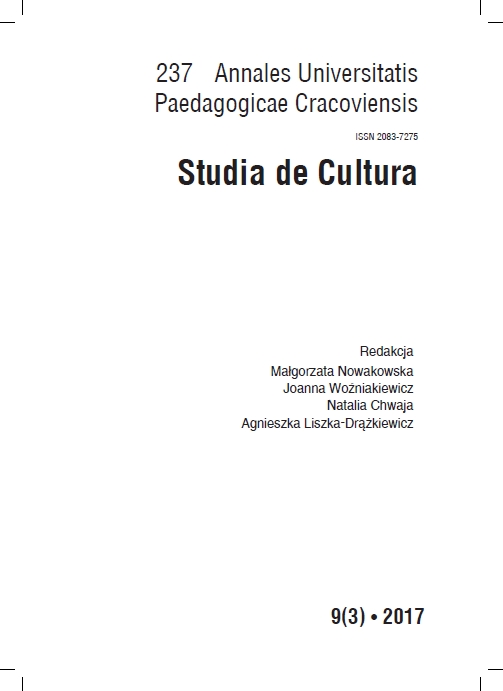 237 Annales Universitatis
Paedagogicae Cracoviensis
ISSN 2083-7275
Studia de Cultura
Redakcja
Małgorzata Nowakowska
Joanna Woźniakiewicz
Natalia Chwaja
Agnieszka Liszka-Drążkiewicz
9(3) • 2017